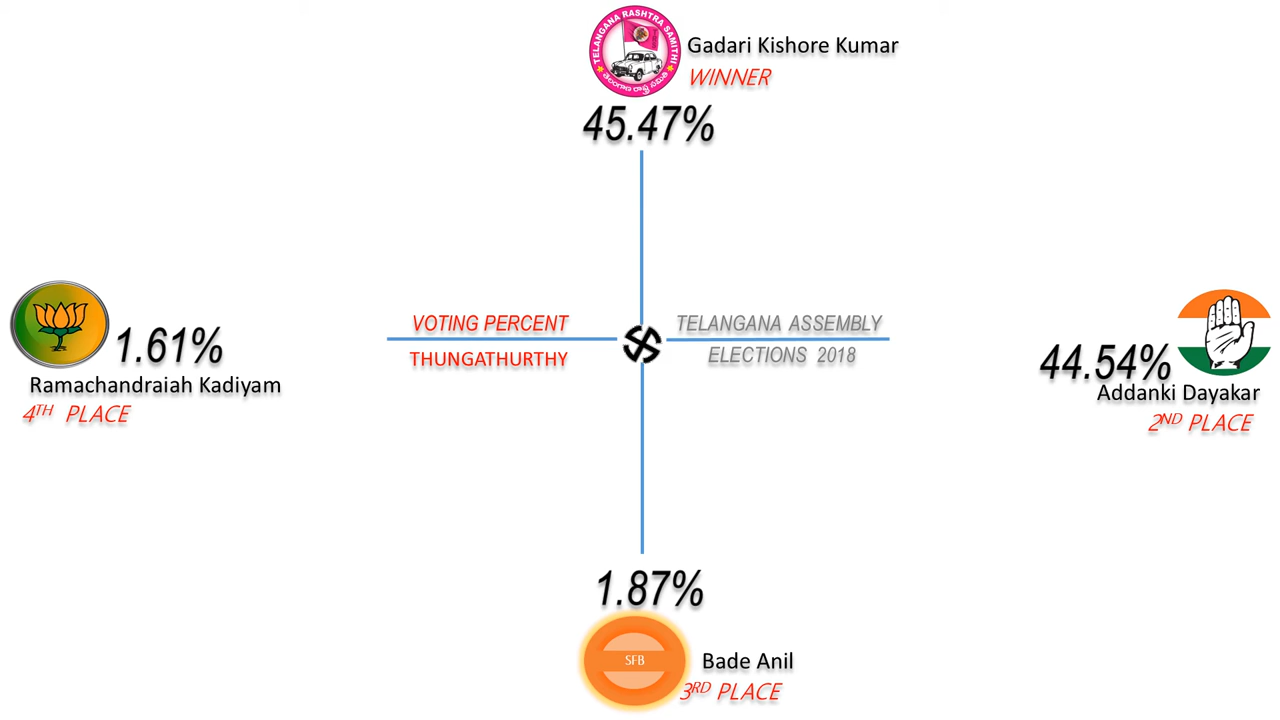 TELANGANA RASHTRA SAMITHI
Gadari Kishore Kumar
WINNER
45.47%
VOTING PERCENT
THUNGATHURTHY
TELANGANA ASSEMBLY
ELECTIONS 2018
1.61%
Ramachandraiah Kadiyam
4TH PLACE
44.54%
Addanki Dayakar
2ND PLACE
1.87%
SFB
Bade Anil
3RD PLACE